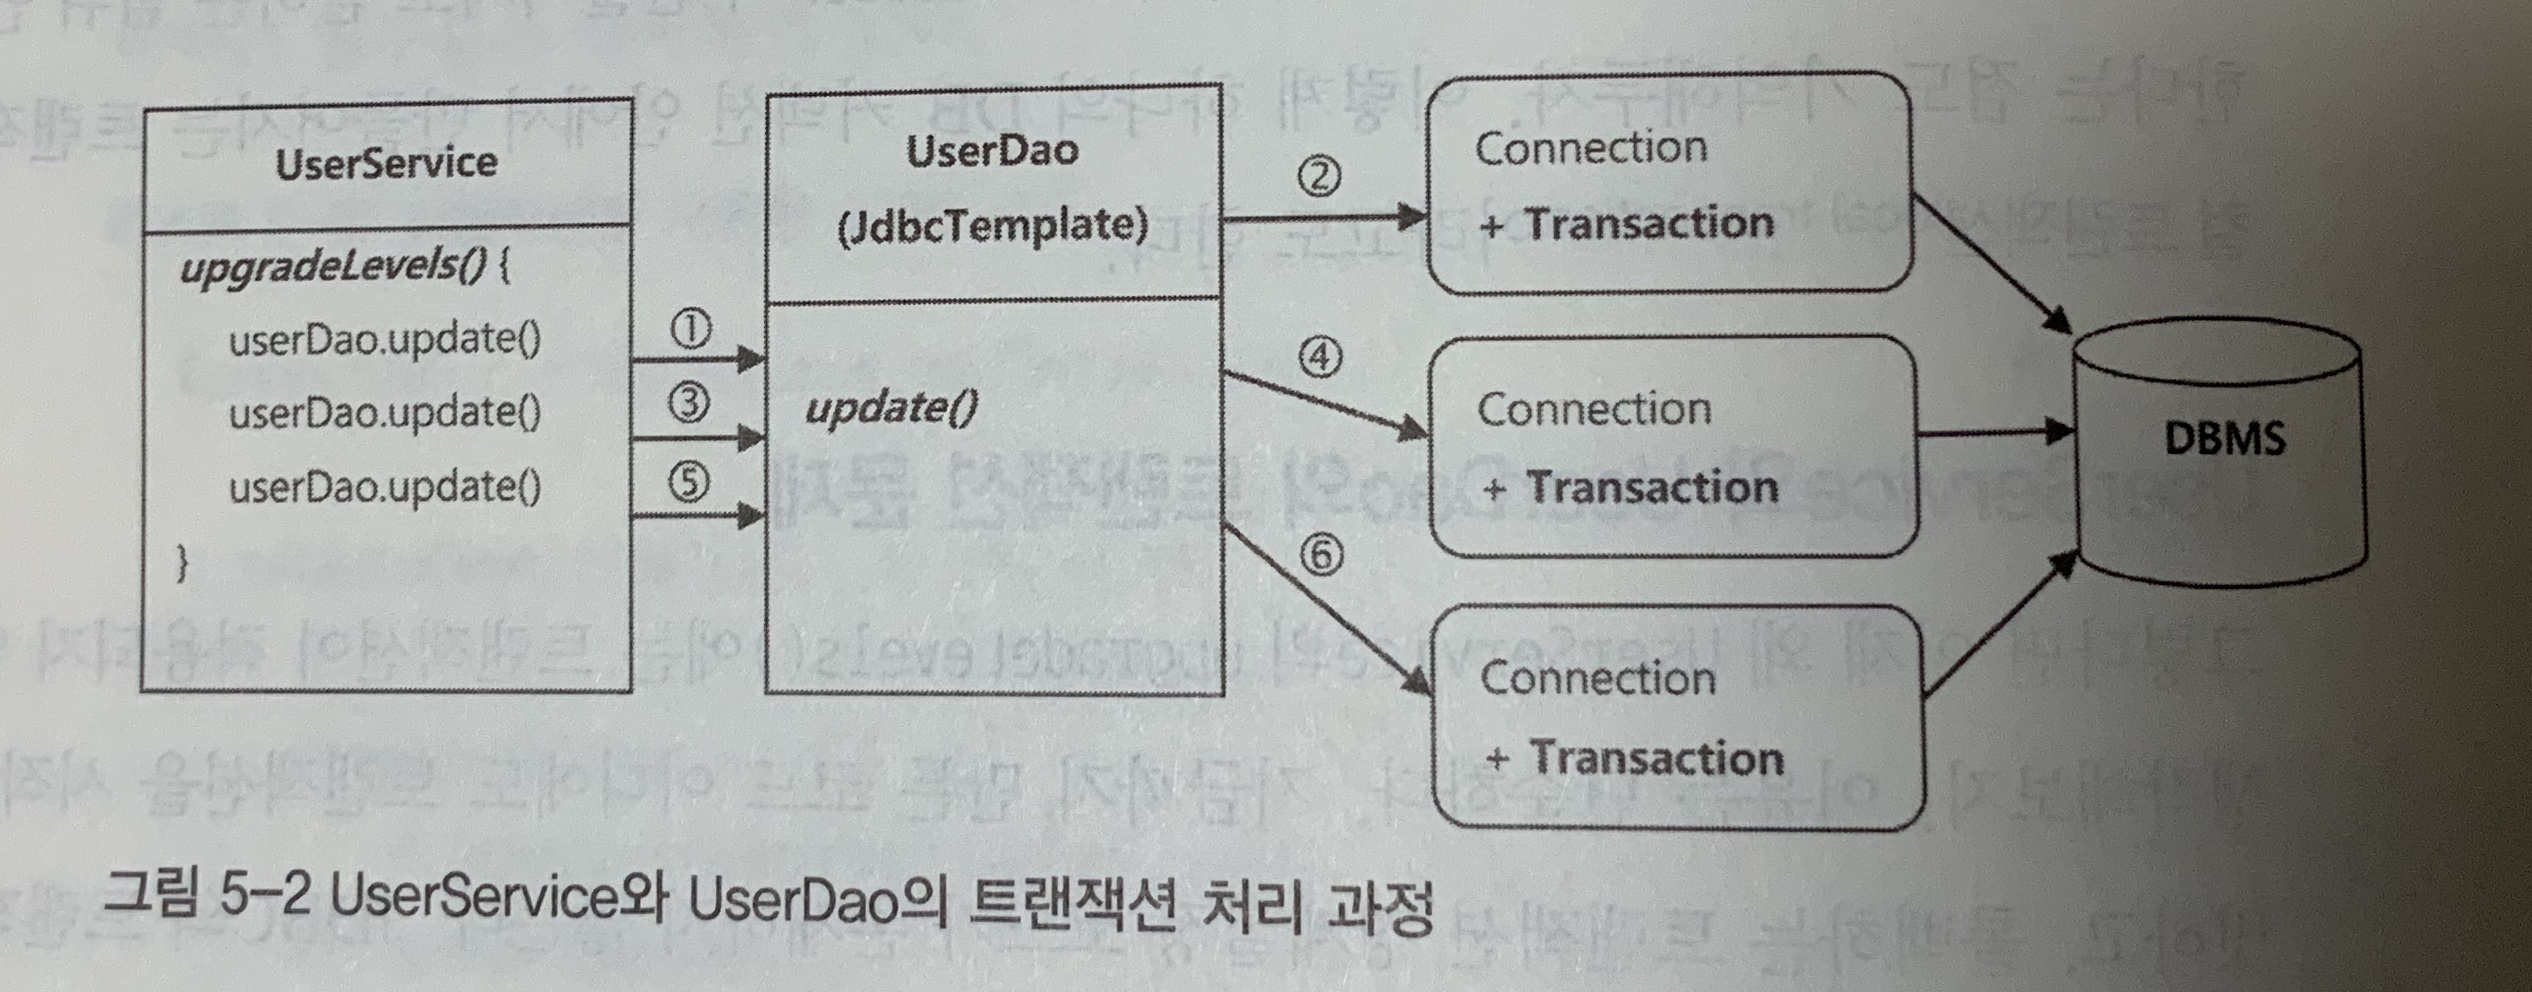 UserService
upgradeLevels() {
userDao.update()
userDao.update()
userDao.update()
}
①
③
⑤
UserDao
(JdbcTemplate)
update()
②
④
⑥
Connection
+ Transaction
Connection
+ Transaction
Connection
+ Transaction
DBMS
그림 5-2 UserService와 UserDao의 트랜잭션 처리 과정